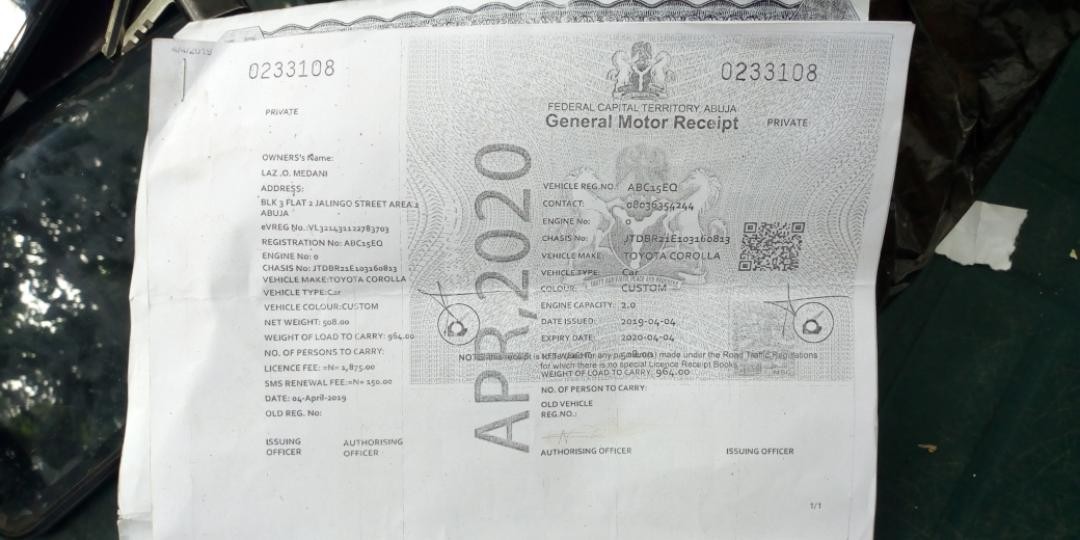 0233108
PRIVATE
OWNERS's Name:
LAZ .O. MEDANI
ADDRESS:
BLK 3 FLAT 2 JALINGO STREET AREA 2
ABUJA
eVREG No.:VL321431122783703
REGISTRATION No: ABC15EQ
ENGINE No: 0
CHASIS No: JTDBR21E103160813
VEHICLE MAKE:TOYOTA COROLLA
VEHICLE TYPE:Car
VEHICLE COLOUR:CUSTOM
NET WEIGHT: 508.00
WEIGHT OF LOAD TO CARRY: 964.00
NO. OF PERSONS TO CARRY:
LICENCE FEE: =N= 1,875.00
SMS RENEWAL FEE:=N= 150.00
DATE: 04-April-2019
OLD REG. No:
ISSUING
OFFICER
AUTHORISING
OFFICER
APR,2020
0233108
FEDERAL CAPITAL TERRITORY, ABUJA
General Motor Receipt PRIVATE
VEHICLE REG.NO.: ABC15EQ
CONTACT: 08036354244
ENGINE No: 0
CHASIS No: JTDBR21E103160813
VEHICLE MAKE: TOYOTA COROLLA
VEHICLE TYPE: Car
COLOUR: CUSTOM
ENGINE CAPACITY: 2.0
DATE ISSUED: 2019-04-04
EXPIRY DATE: 2020-04-04
NOTE: this receipt is to for any made under the Road Traffic Regulations
for which there is no special Licence Receipt Books
WEIGHT OF LOAD TO CARRY: 964.00
NO. OF PERSON TO CARRY:
OLD VEHICLE
REG.NO.:
AUTHORISING OFFICER
ISSUING OFFICER
1/1